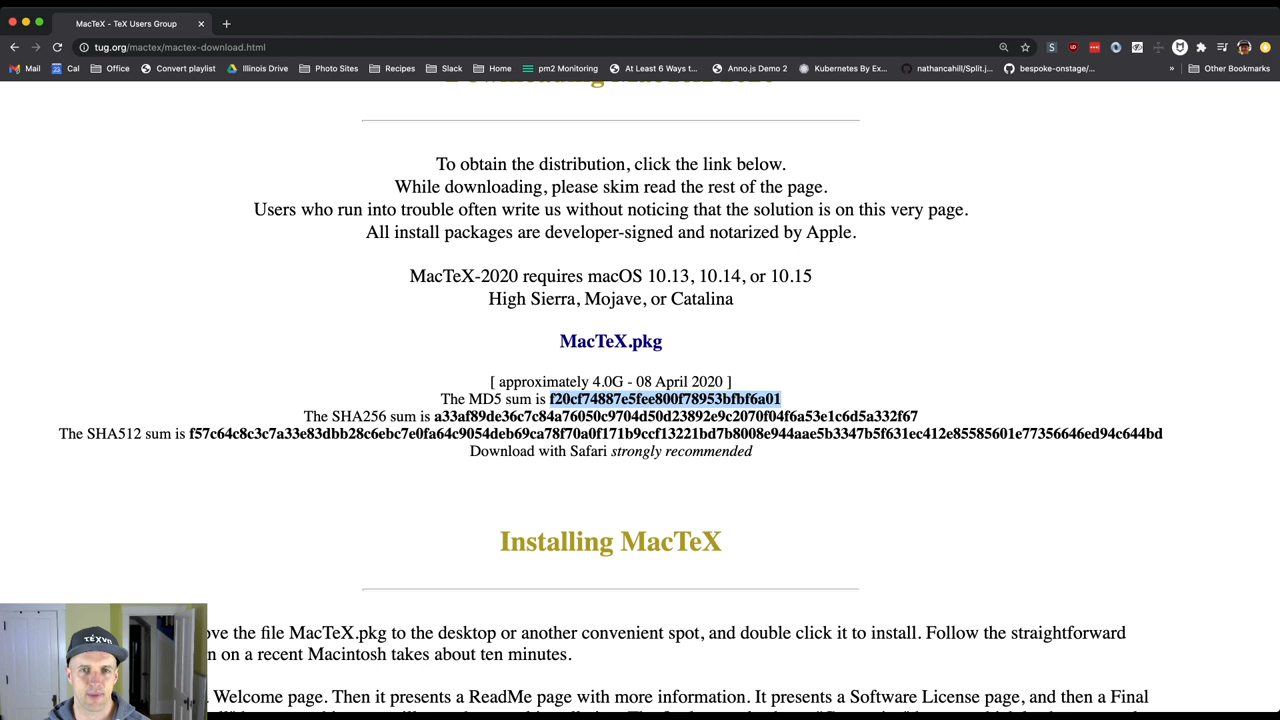 MacTeX - TeX Users Group
tug.org/mactex/mactex-download.html
Mail Cal Office Convert playlist Illinois Drive Photo Sites Recipes Slack Home pm2 Monitoring At Least 6 Ways t... Anno.js Demo 2 Kubernetes By Ex... nathancahill/Split.j... bespoke-onstage/... » Other Bookmarks
Downloading MacTeX 2020
To obtain the distribution, click the link below.
While downloading, please skim read the rest of the page.
Users who run into trouble often write us without noticing that the solution is on this very page.
All install packages are developer-signed and notarized by Apple.
MacTeX-2020 requires macOS 10.13, 10.14, or 10.15
High Sierra, Mojave, or Catalina
MacTeX.pkg
[ approximately 4.0G - 08 April 2020 ]
The MD5 sum is f20cf74887e5fee800f78953bfbf6a01
The SHA256 sum is a33af89de36c7c84a76050c9704d50d23892e9c2070f04f6a53e1c6d5a332f67
The SHA512 sum is f57c64c8c3c7a33e83dbb28c6ebc7e0fa64c9054deb69ca78f70a0f171b9ccf13221bd7b8008e944aae5b3347b5f631ec412e85585601e77356646ed94c644bd
Download with Safari strongly recommended
Installing MacTeX
ove the file MacTeX.pkg to the desktop or another convenient spot, and double click it to install. Follow the straightforward
n on a recent Macintosh takes about ten minutes.
Welcome page. Then it presents a ReadMe page with more information. It presents a Software License page, and then a Final